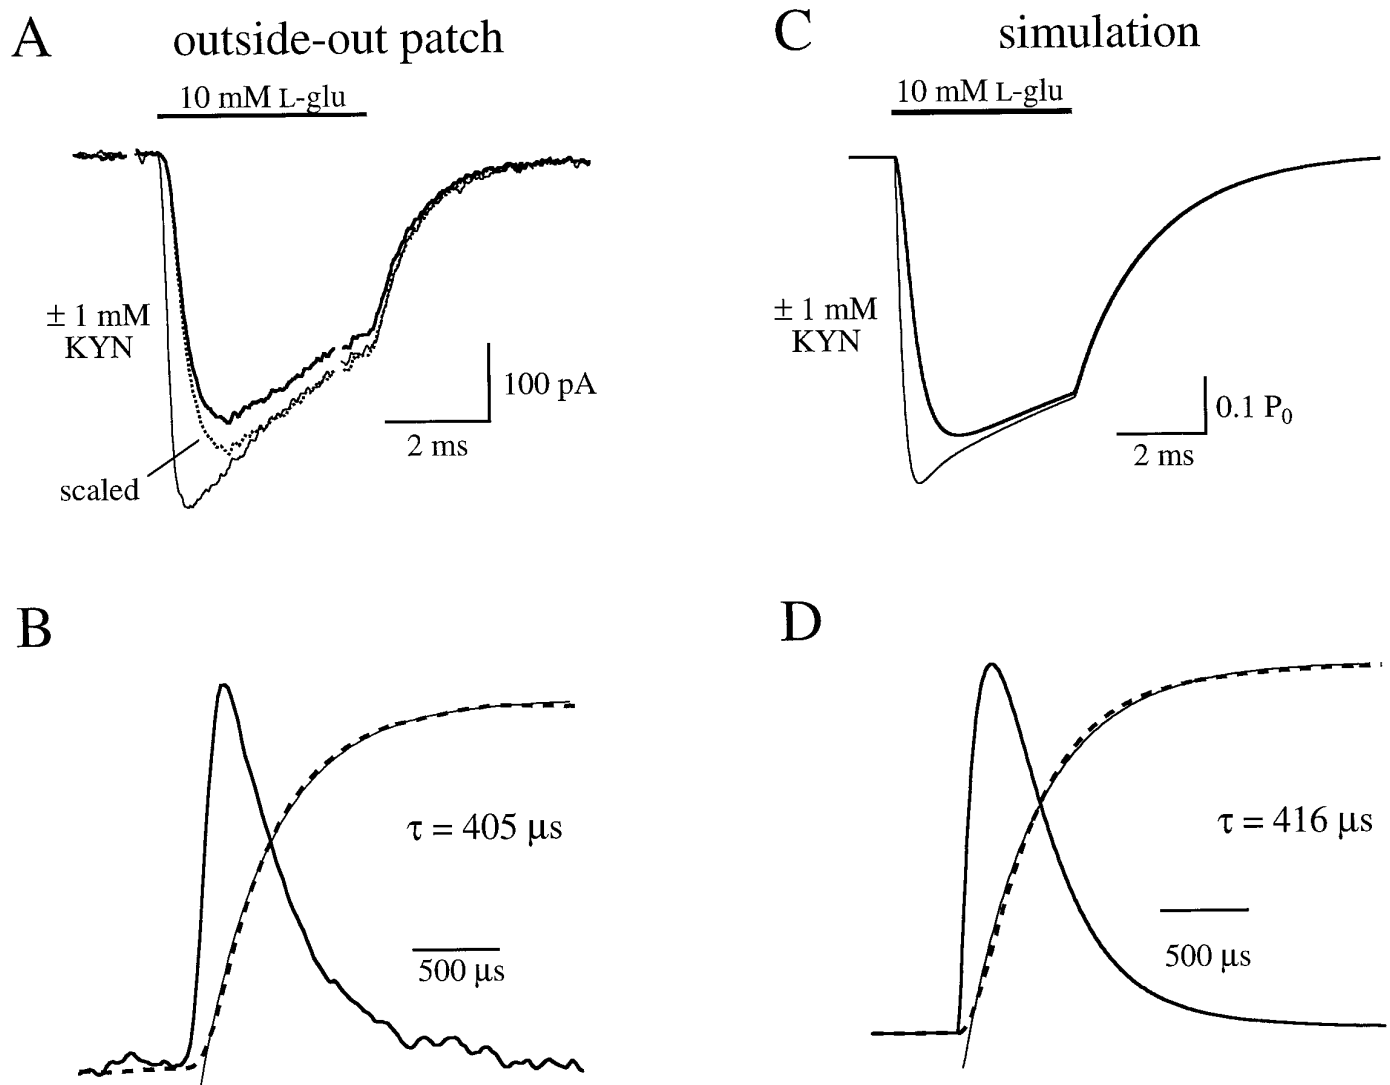 A
outside-out patch
10 mM L-glu
± 1 mM
KYN
100 pA
2 ms
scaled
C
simulation
10 mM L-glu
± 1 mM
KYN
0.1 P₀
2 ms
B
τ = 405 μs
500 μs
D
τ = 416 μs
500 μs